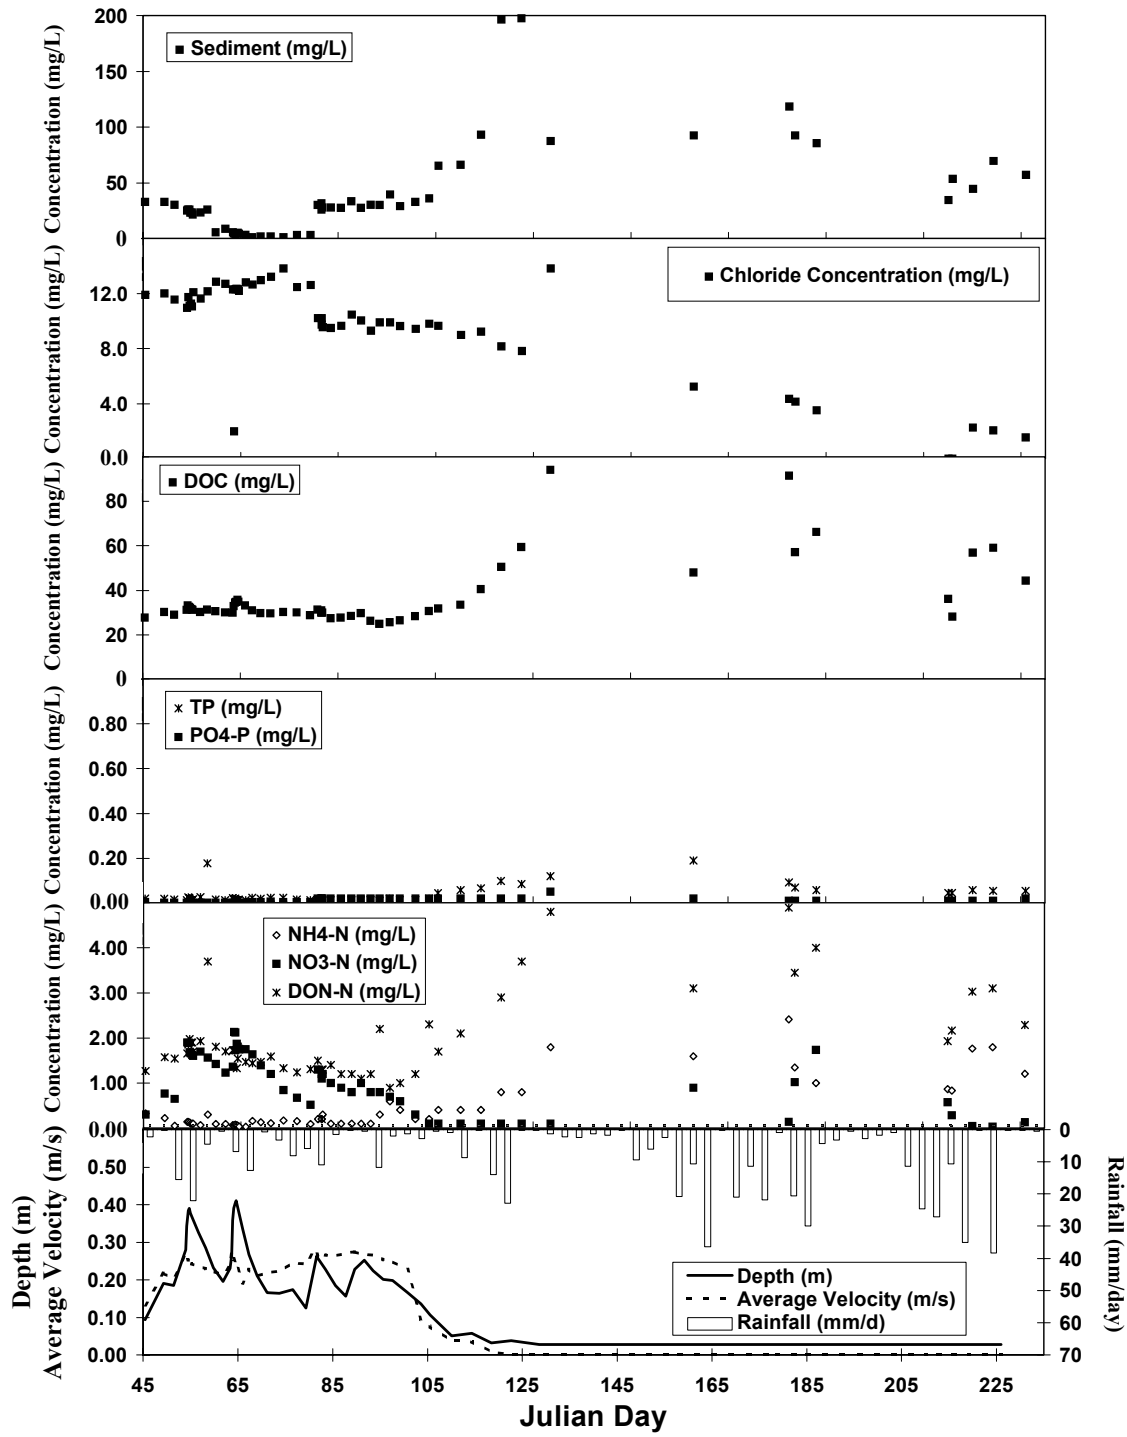 Concentration (mg/L)
200
150
100
50
0
■ Sediment (mg/L)
Concentration (mg/L)
12.0
8.0
4.0
0.0
■ Chloride Concentration (mg/L)
Concentration (mg/L)
80
60
40
20
0
■ DOC (mg/L)
Concentration (mg/L)
0.80
0.60
0.40
0.20
0.00
TP (mg/L)
■ PO4-P (mg/L)
Concentration (mg/L)
4.00
3.00
2.00
1.00
0.00
◇ NH4-N (mg/L)
■ NO3-N (mg/L)
DON-N (mg/L)
Depth (m)
Average Velocity (m/s)
0.50
0.40
0.30
0.20
0.10
0.00
Depth (m)
Average Velocity (m/s)
Rainfall (mm/d)
0
10
20
30
40
50
60
70
Rainfall (mm/day)
45 65 85 105 125 145 165 185 205 225
Julian Day